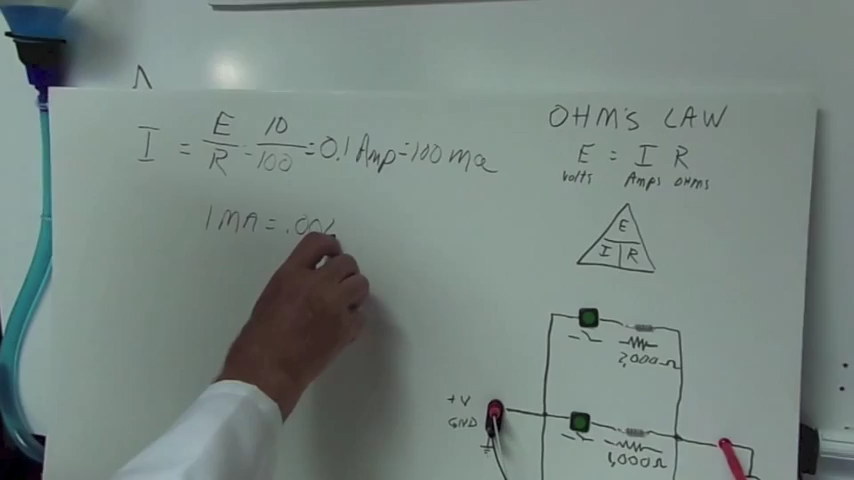 I = E/R = 10/100 = 0.1 Amp = 100 ma
1 MA = .00
OHM'S LAW
E = I R
volts Amps OHMS
E
I R
2,000Ω
+V
GND
1,000Ω